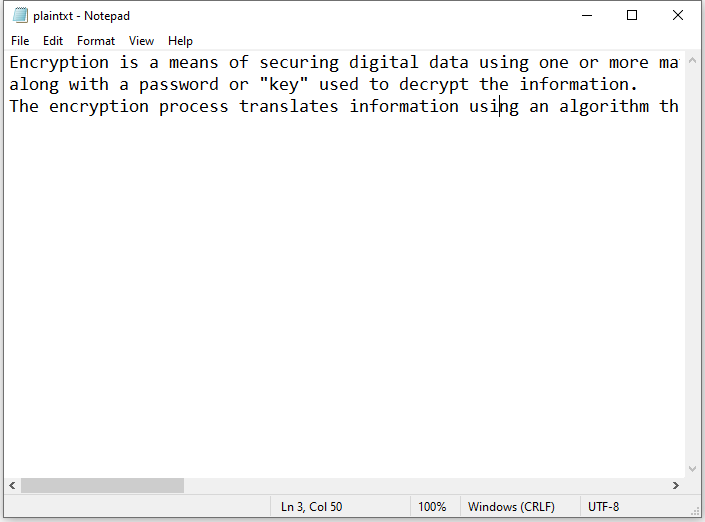 plaintxt - Notepad
File Edit Format View Help
Encryption is a means of securing digital data using one or more ma
along with a password or "key" used to decrypt the information.
The encryption process translates information using an algorithm th
Ln 3, Col 50 100% Windows (CRLF) UTF-8